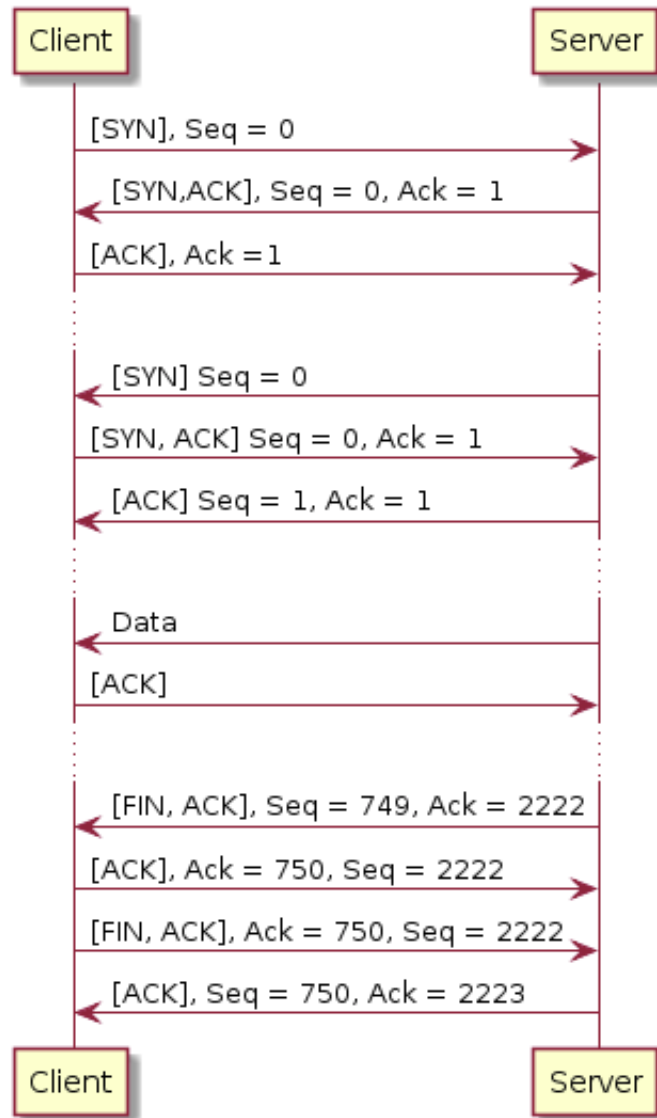 Client Server
[SYN], Seq = 0
[SYN,ACK], Seq = 0, Ack = 1
[ACK], Ack =1
[SYN] Seq = 0
[SYN, ACK] Seq = 0, Ack = 1
[ACK] Seq = 1, Ack = 1
Data
[ACK]
[FIN, ACK], Seq = 749, Ack = 2222
[ACK], Ack = 750, Seq = 2222
[FIN, ACK], Ack = 750, Seq = 2222
[ACK], Seq = 750, Ack = 2223
Client Server